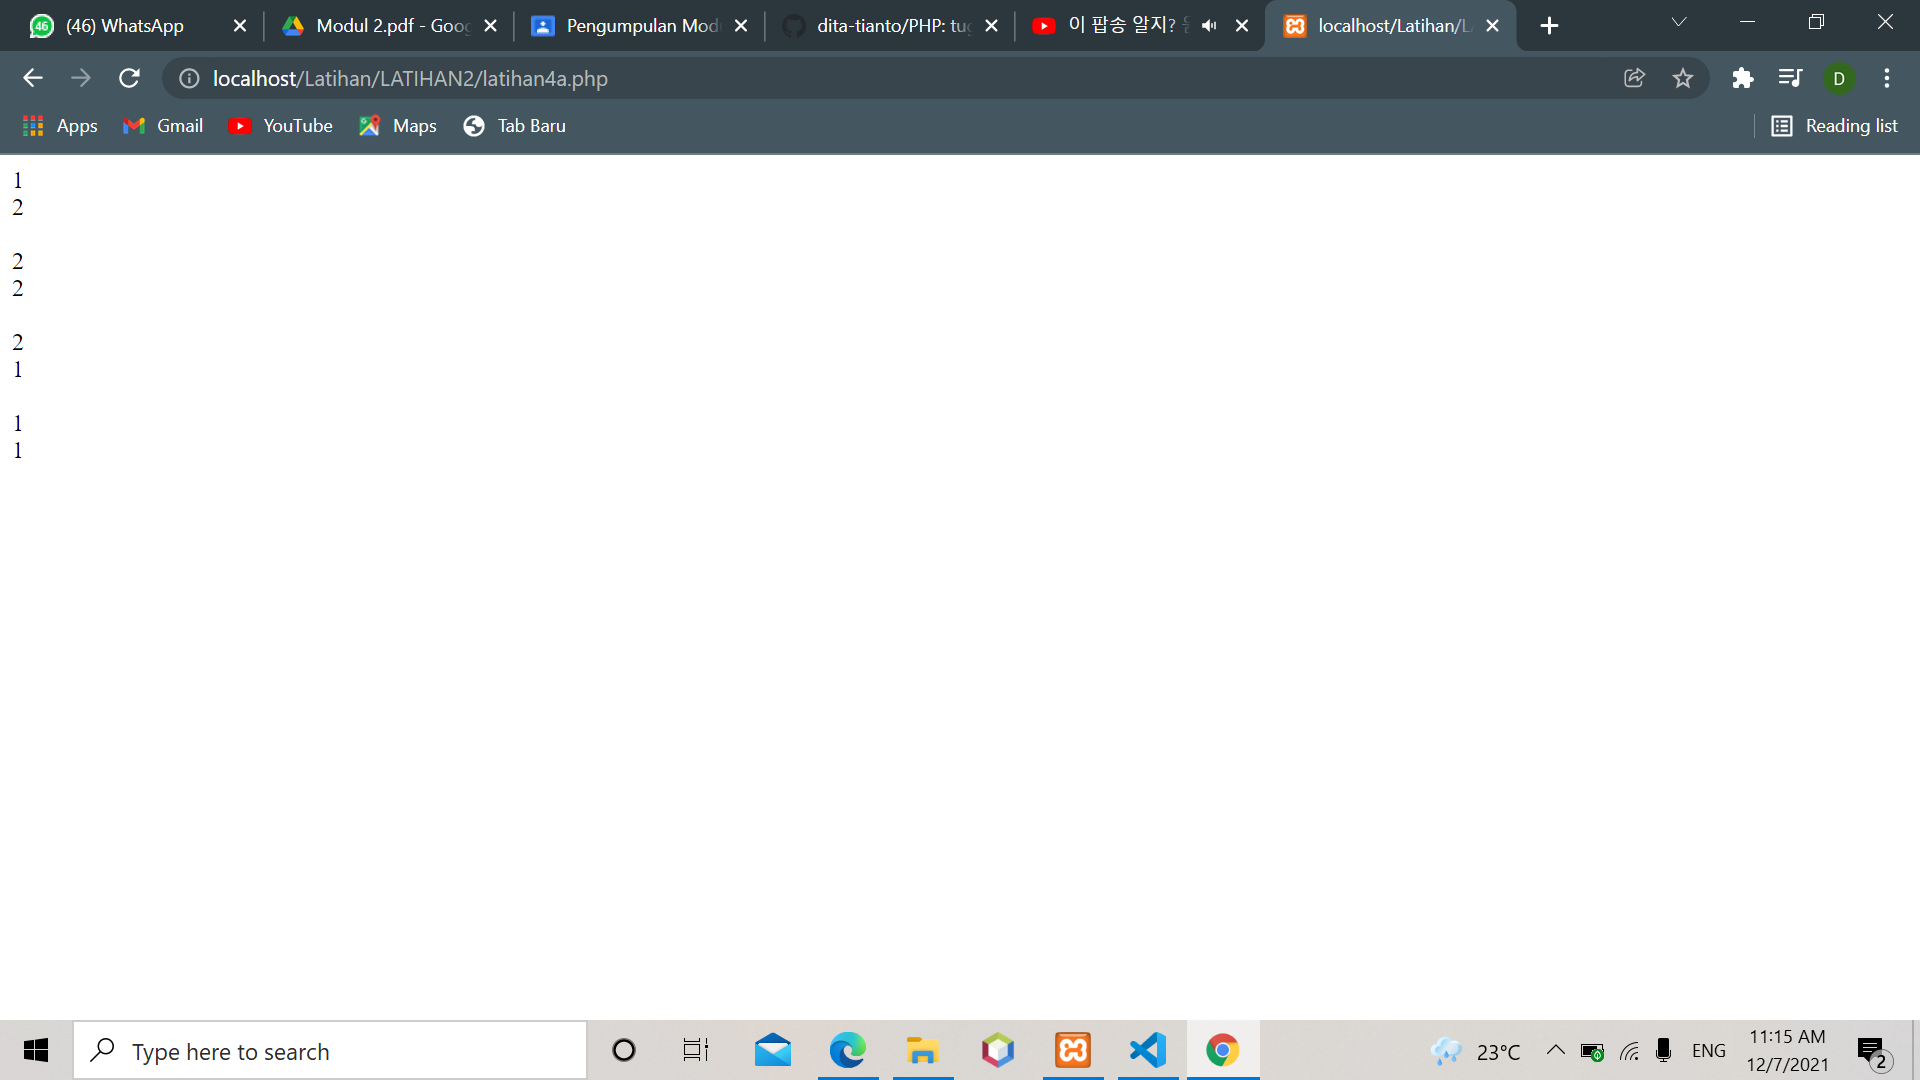 46 (46) WhatsApp
Modul 2.pdf - Goog
Pengumpulan Mod
dita-tianto/PHP: tug
이 팝송 알지?
localhost/Latihan/L
localhost/Latihan/LATIHAN2/latihan4a.php
D
Apps
Gmail
YouTube
Maps
Tab Baru
Reading list
1
2
2
2
2
1
1
1
Type here to search
23°C
ENG
11:15 AM
12/7/2021
2